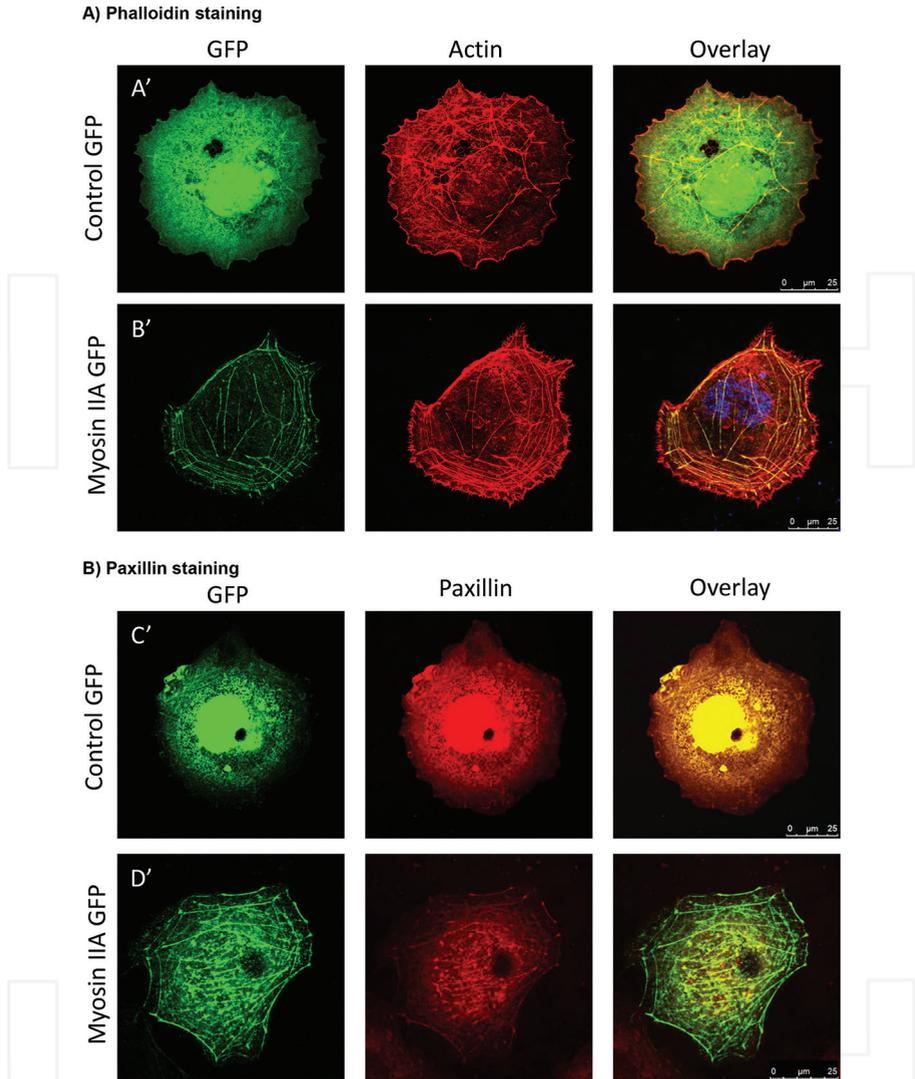 A) Phalloidin staining
GFP Actin Overlay
Control GFP
A’
0 µm 25
Myosin IIA GFP
B’
0 µm 25
B) Paxillin staining
GFP Paxillin Overlay
Control GFP
C’
0 µm 25
Myosin IIA GFP
D’
0 µm 25